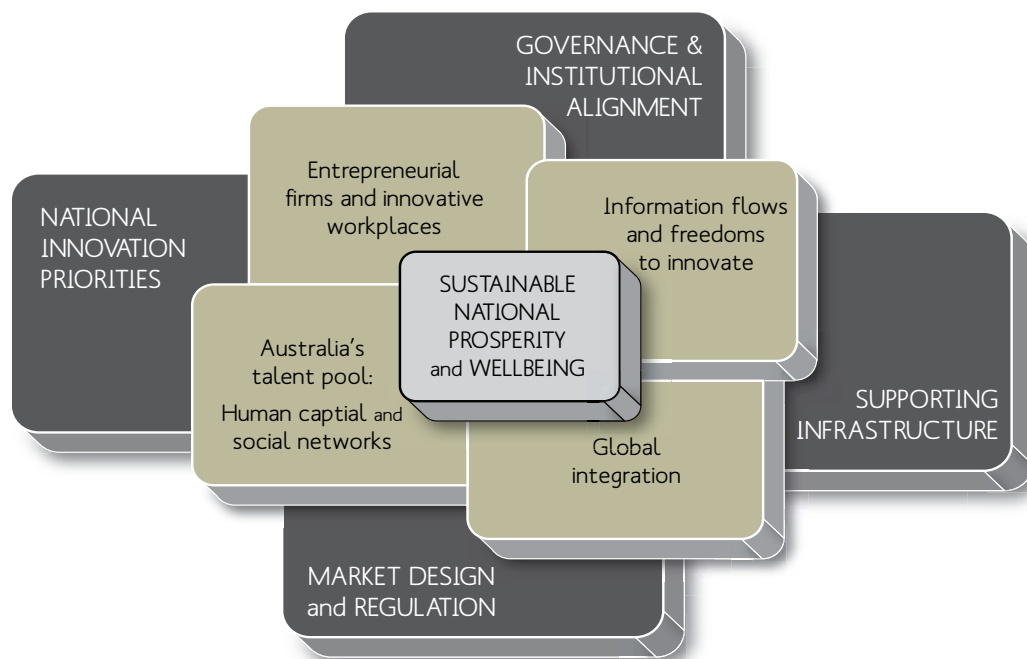 GOVERNANCE &
INSTITUTIONAL
ALIGNMENT
Entrepreneurial
firms and innovative
workplaces
Information flows
and freedoms
to innovate
NATIONAL
INNOVATION
PRIORITIES
SUSTAINABLE
NATIONAL
PROSPERITY
and WELLBEING
Australia's
talent pool:
Human captial and
social networks
SUPPORTING
INFRASTRUCTURE
Global
integration
MARKET DESIGN
and REGULATION